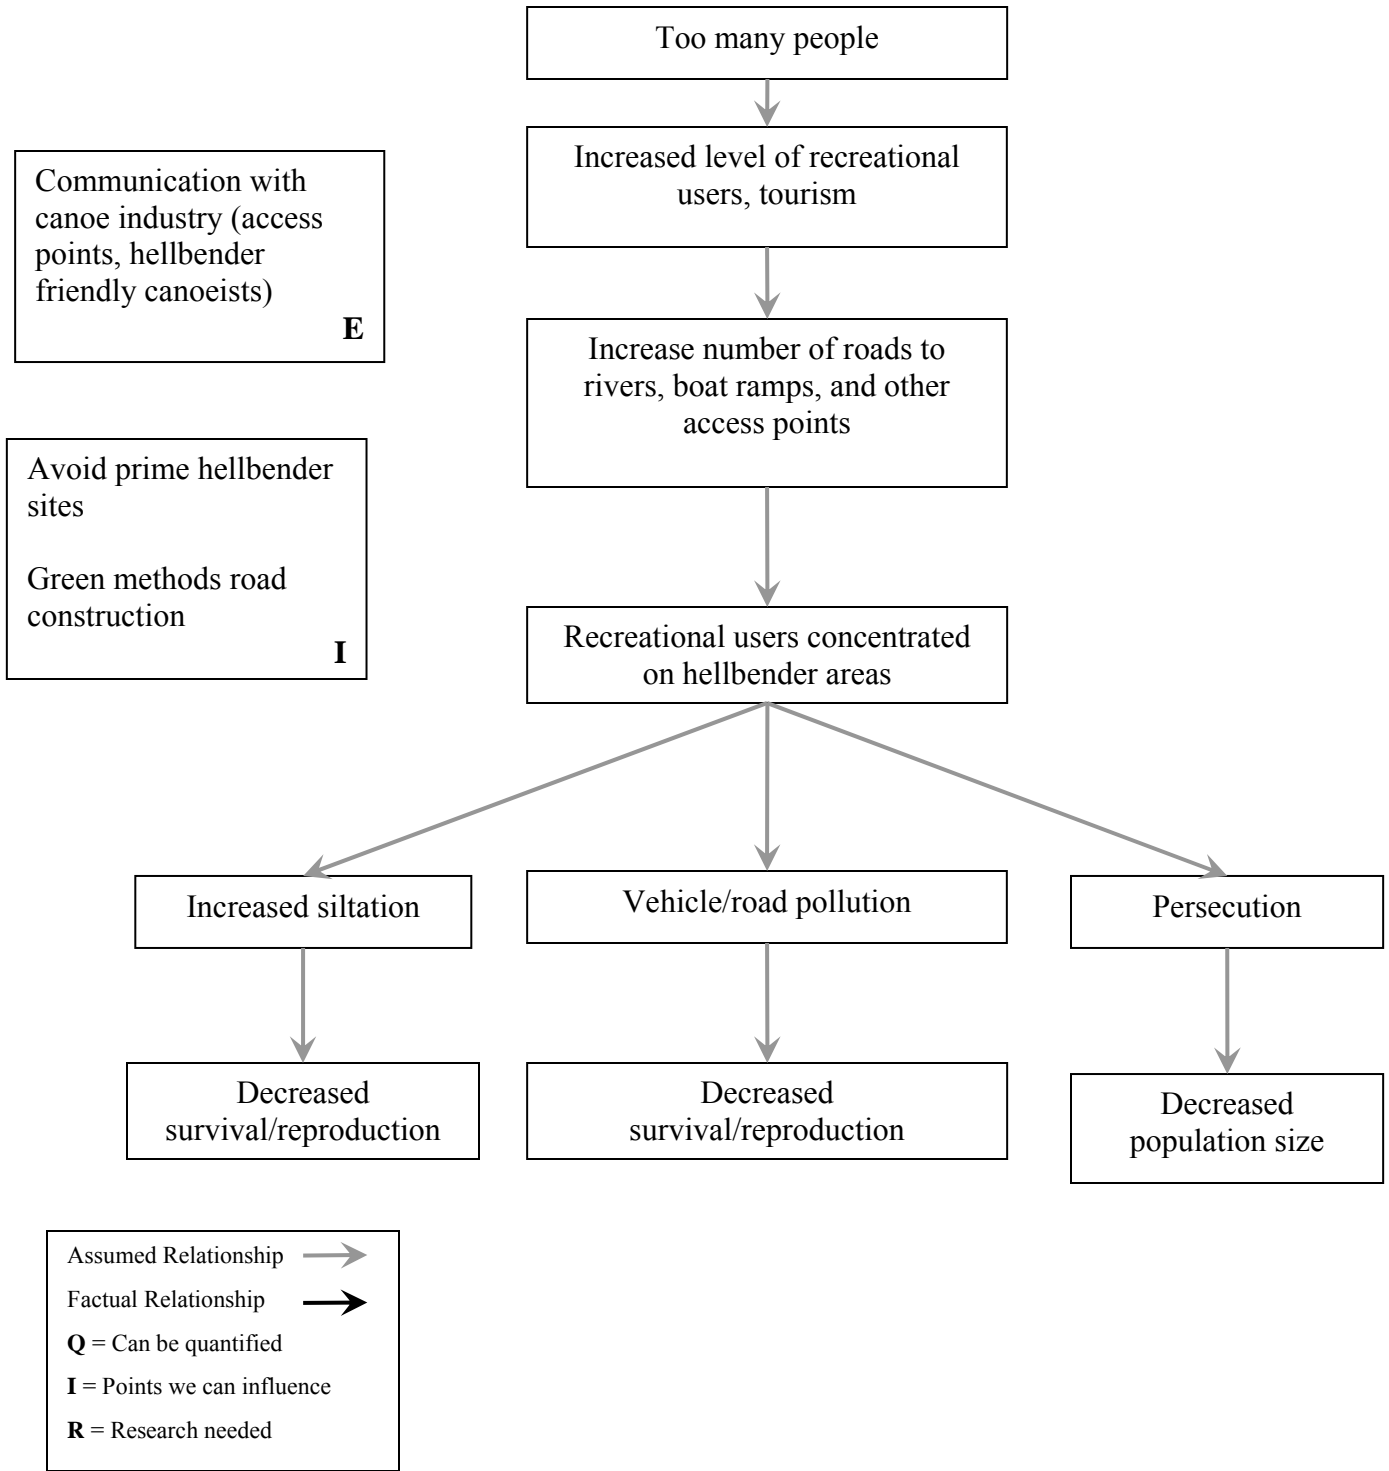 Too many people
Increased level of recreational
users, tourism
Communication with
canoe industry (access
points, hellbender
friendly canoeists)
E
Increase number of roads to
rivers, boat ramps, and other
access points
Avoid prime hellbender
sites
Green methods road
construction
I
Recreational users concentrated
on hellbender areas
Increased siltation
Vehicle/road pollution
Persecution
Decreased
survival/reproduction
Decreased
survival/reproduction
Decreased
population size
Assumed Relationship
Factual Relationship
Q = Can be quantified
I = Points we can influence
R = Research needed